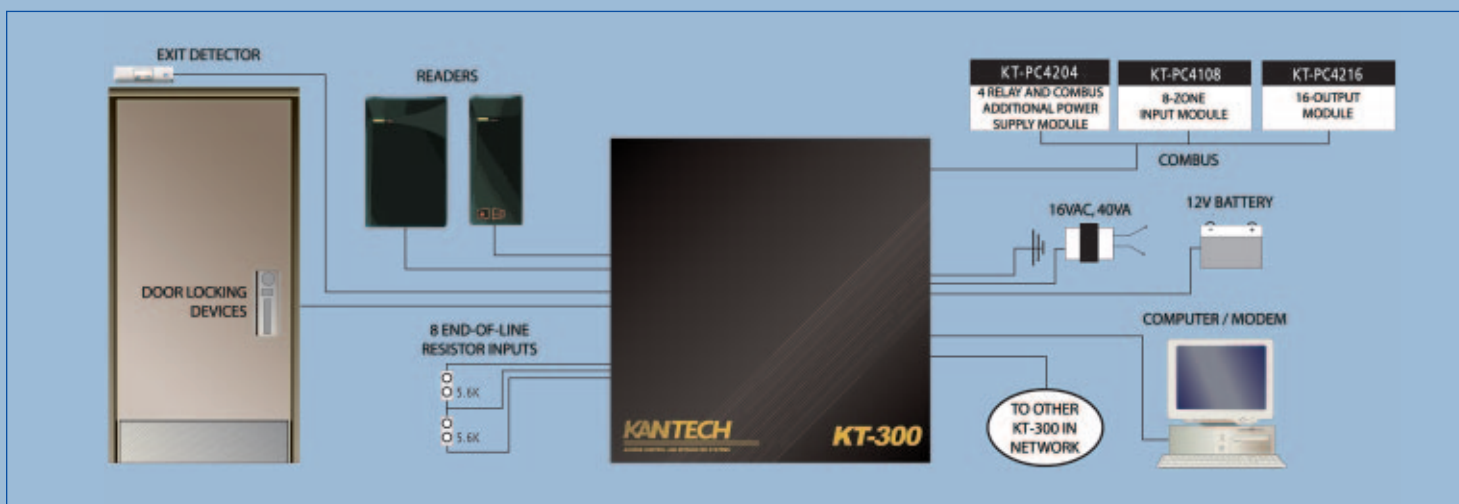 EXIT DETECTOR
READERS
KT-PC4204
4 RELAY AND COMBUS
ADDITIONAL POWER
SUPPLY MODULE
KT-PC4108
8-ZONE
INPUT MODULE
KT-PC4216
16-OUTPUT
MODULE
COMBUS
16VAC, 40VA
12V BATTERY
DOOR LOCKING
DEVICES
8 END-OF-LINE
RESISTOR INPUTS
5.6K
5.6K
KANTECH
KT-300
COMPUTER / MODEM
TO OTHER
KT-300 IN
NETWORK